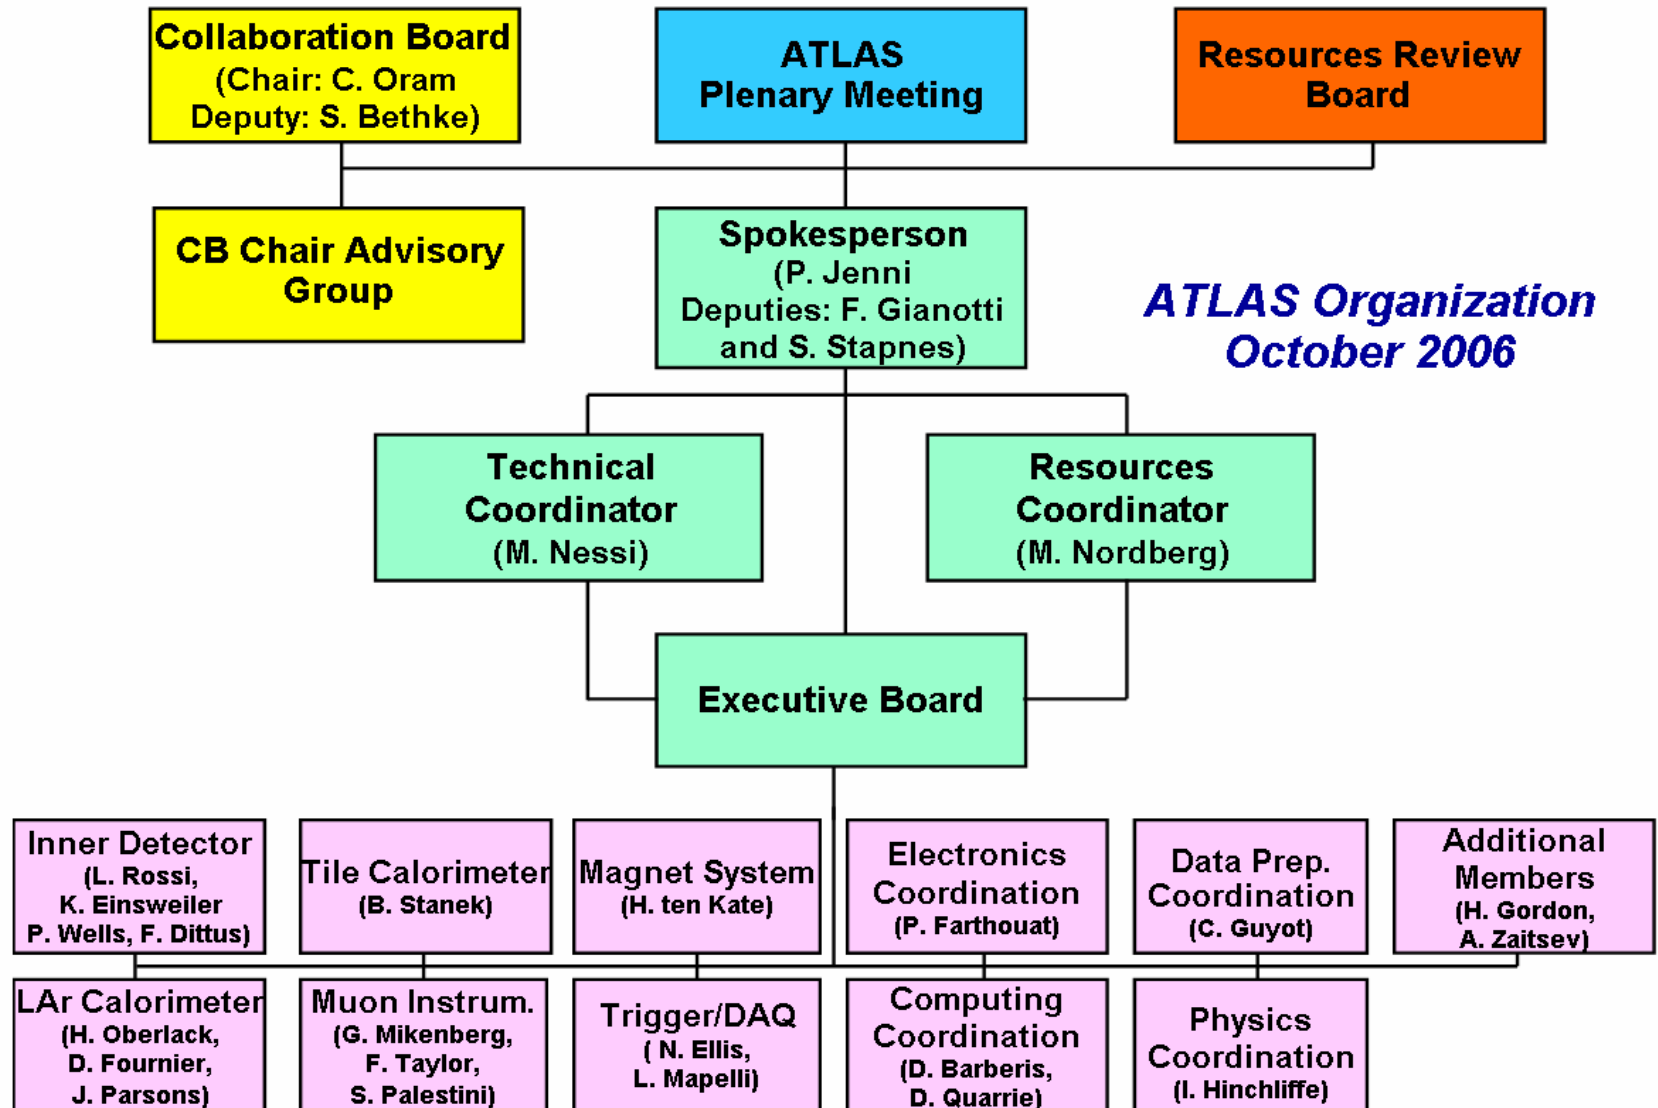 Collaboration Board
(Chair: C. Oram
Deputy: S. Bethke)
ATLAS
Plenary Meeting
Resources Review
Board
CB Chair Advisory
Group
Spokesperson
(P. Jenni
Deputies: F. Gianotti
and S. Stapnes)
ATLAS Organization
October 2006
Technical
Coordinator
(M. Nessi)
Resources
Coordinator
(M. Nordberg)
Executive Board
Inner Detector
(L. Rossi,
K. Einsweiler
P. Wells, F. Dittus)
Tile Calorimeter
(B. Stanek)
Magnet System
(H. ten Kate)
Electronics
Coordination
(P. Farthouat)
Data Prep.
Coordination
(C. Guyot)
Additional
Members
(H. Gordon,
A. Zaitsev)
LAr Calorimeter
(H. Oberlack,
D. Fournier,
J. Parsons)
Muon Instrum.
(G. Mikenberg,
F. Taylor,
S. Palestini)
Trigger/DAQ
( N. Ellis,
L. Mapelli)
Computing
Coordination
(D. Barberis,
D. Quarrie)
Physics
Coordination
(I. Hinchliffe)